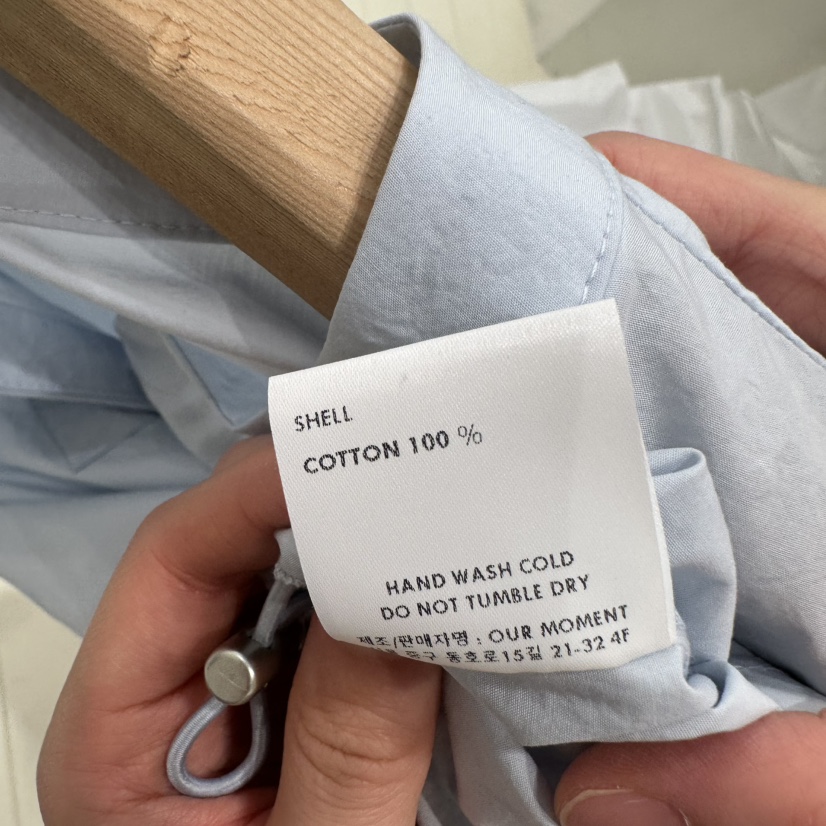 SHELL
COTTON 100 %
HAND WASH COLD
DO NOT TUMBLE DRY
제조/판매자명 : OUR MOMENT
중구 동호로15길 21-32 4F